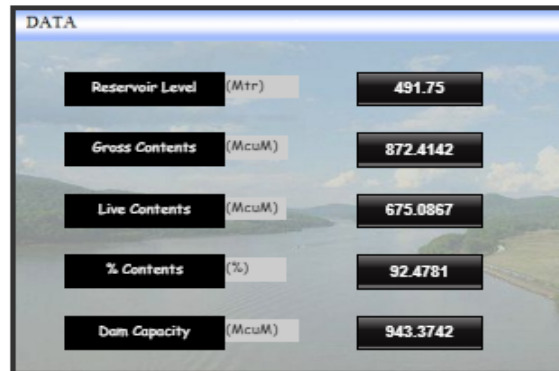 DATA
Reservoir Level (Mtr) 491.75
Gross Contents (McuM) 872.4142
Live Contents (McuM) 675.0867
% Contents (%) 92.4781
Dam Capacity (McuM) 943.3742